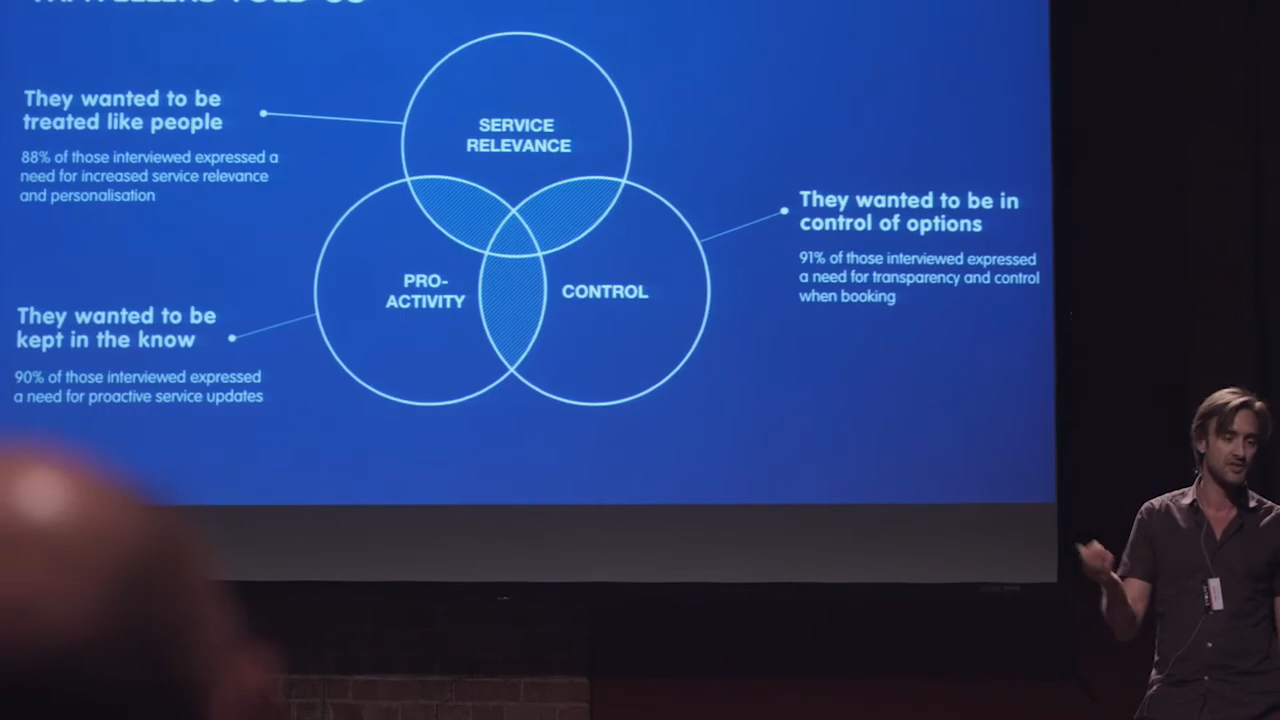 They wanted to be
treated like people
88% of those interviewed expressed a
need for increased service relevance
and personalisation
SERVICE
RELEVANCE
They wanted to be in
control of options
91% of those interviewed expressed
a need for transparency and control
when booking
PRO-
ACTIVITY
CONTROL
They wanted to be
kept in the know
90% of those interviewed expressed
a need for proactive service updates